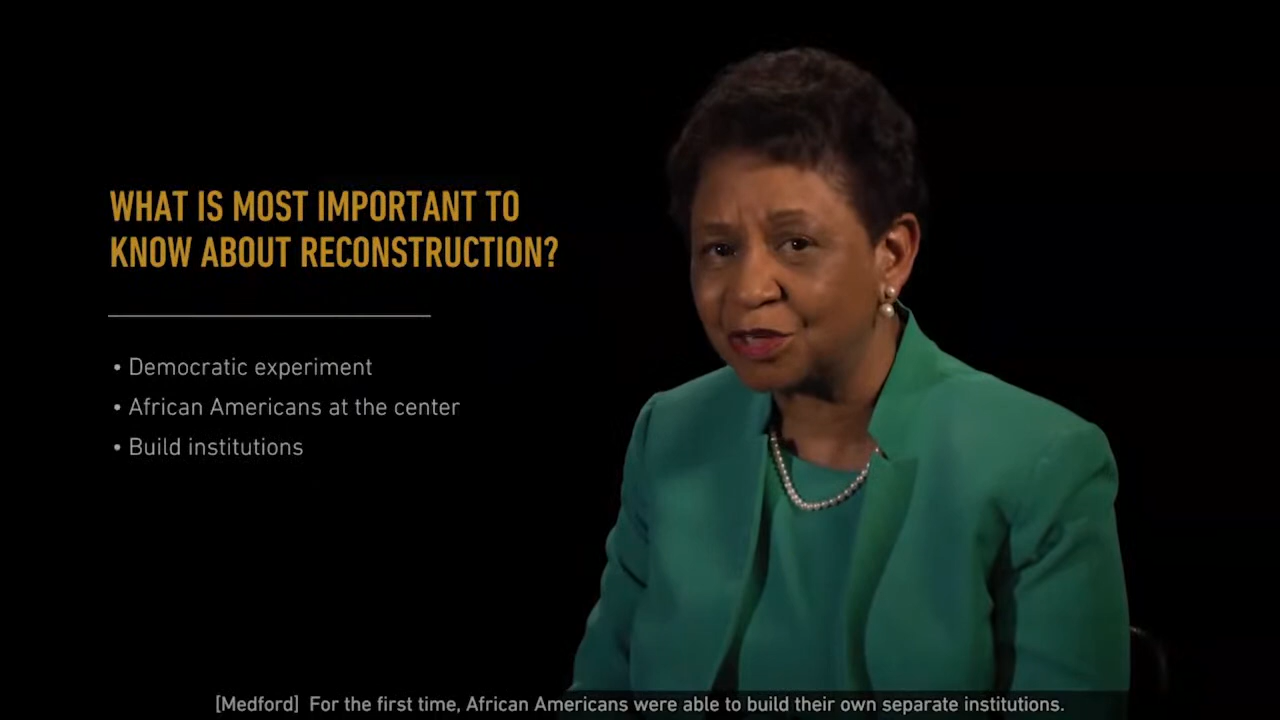 WHAT IS MOST IMPORTANT TO
KNOW ABOUT RECONSTRUCTION?
• Democratic experiment
• African Americans at the center
• Build institutions
[Medford] For the first time, African Americans were able to build their own separate institutions.